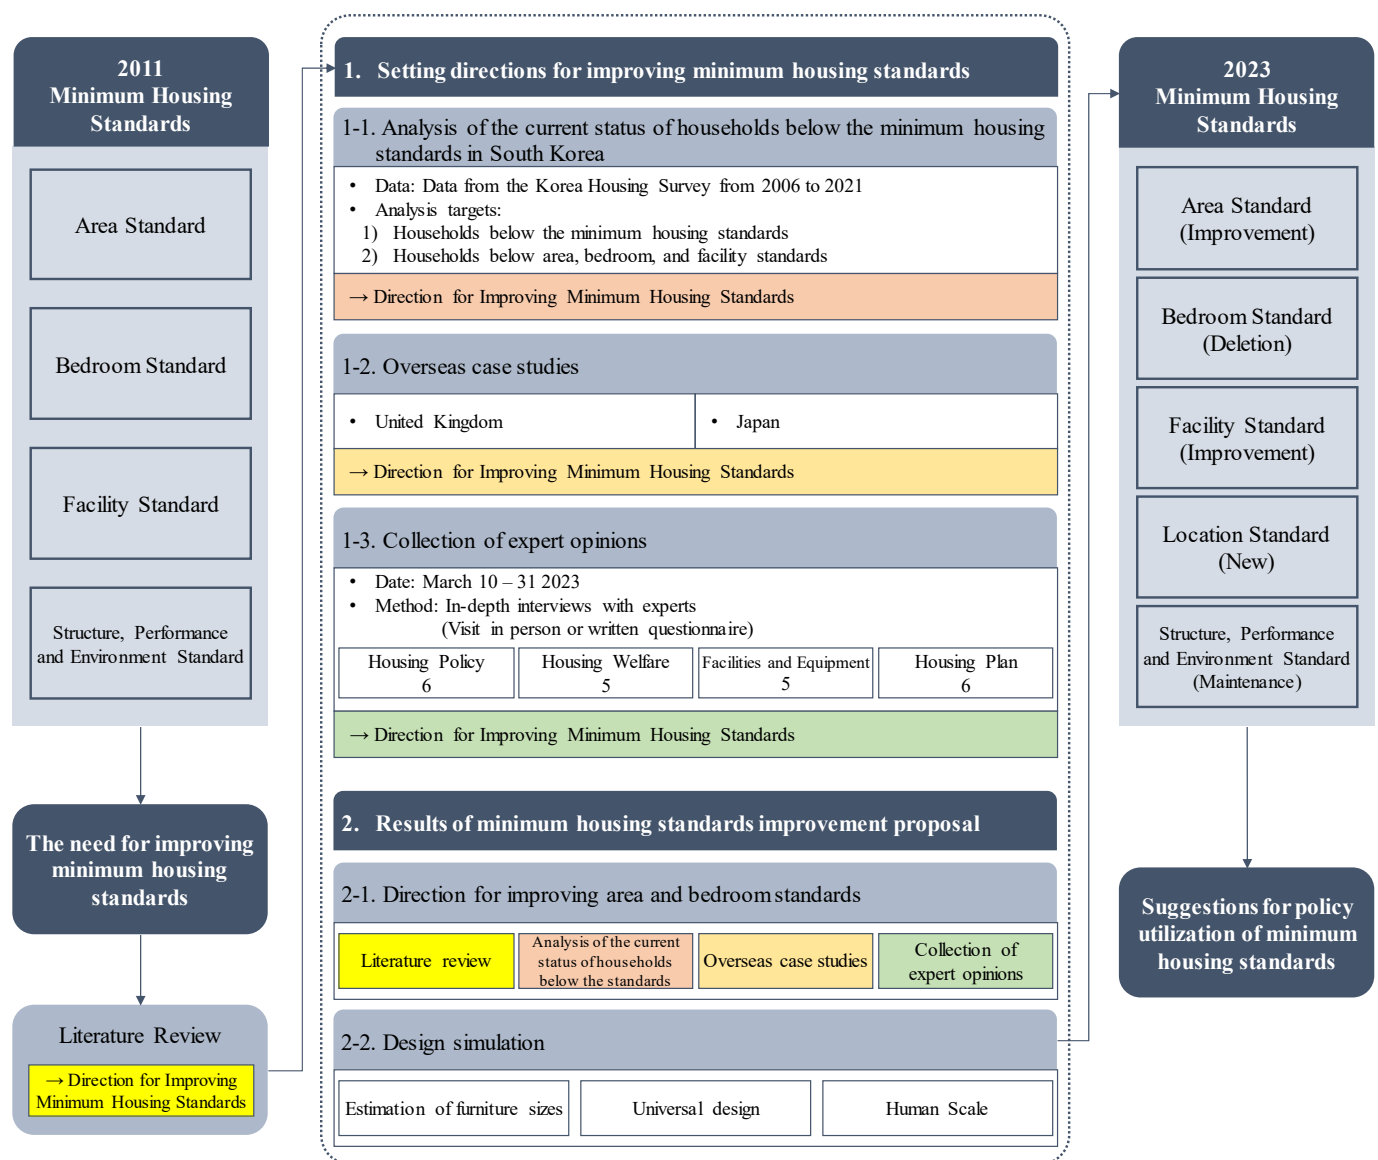 2011
Minimum Housing
Standards
Area Standard
Bedroom Standard
Facility Standard
Structure, Performance
and Environment Standard
The need for improving
minimum housing
standards
Literature Review
→ Direction for Improving
Minimum Housing Standards
1. Setting directions for improving minimum housing standards
1-1. Analysis of the current status of households below the minimum housing
standards in South Korea
• Data: Data from the Korea Housing Survey from 2006 to 2021
• Analysis targets:
1) Households below the minimum housing standards
2) Households below area, bedroom, and facility standards
→ Direction for Improving Minimum Housing Standards
1-2. Overseas case studies
• United Kingdom
• Japan
→ Direction for Improving Minimum Housing Standards
1-3. Collection of expert opinions
• Date: March 10 – 31 2023
• Method: In-depth interviews with experts
(Visit in person or written questionnaire)
Housing Policy
6
Housing Welfare
5
Facilities and Equipment
5
Housing Plan
6
→ Direction for Improving Minimum Housing Standards
2. Results of minimum housing standards improvement proposal
2-1. Direction for improving area and bedroom standards
Literature review
Analysis of the current
status of households
below the standards
Overseas case studies
Collection of
expert opinions
2-2. Design simulation
Estimation of furniture sizes
Universal design
Human Scale
2023
Minimum Housing
Standards
Area Standard
(Improvement)
Bedroom Standard
(Deletion)
Facility Standard
(Improvement)
Location Standard
(New)
Structure, Performance
and Environment Standard
(Maintenance)
Suggestions for policy
utilization of minimum
housing standards